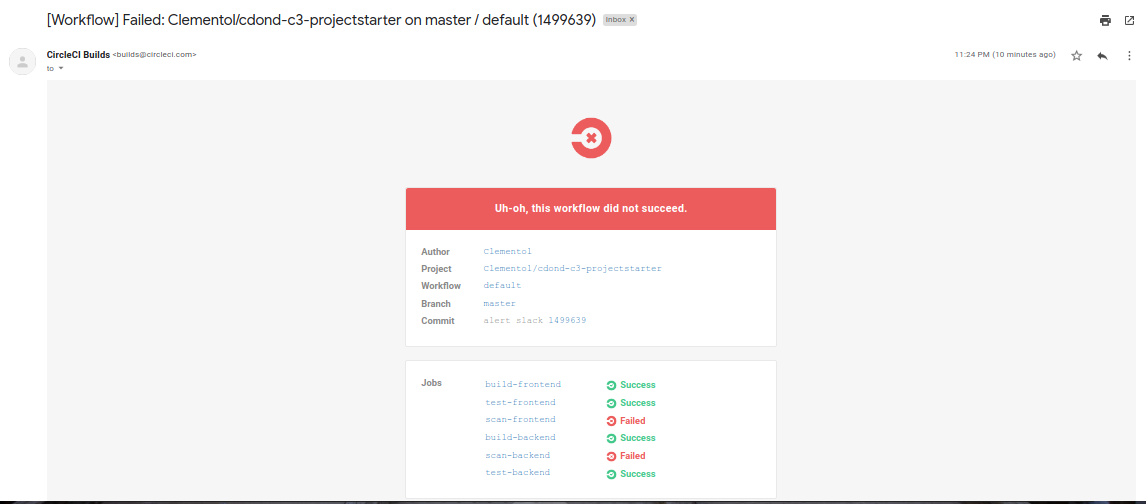 [Workflow] Failed: Clementol/cdond-c3-projectstarter on master / default (1499639) Inbox x
CircleCI Builds <builds@circleci.com> 11:24 PM (10 minutes ago)
to
Uh-oh, this workflow did not succeed.
Author Clementol
Project Clementol/cdond-c3-projectstarter
Workflow default
Branch master
Commit alert slack 1499639
Jobs build-frontend Success
test-frontend Success
scan-frontend Failed
build-backend Success
scan-backend Failed
test-backend Success